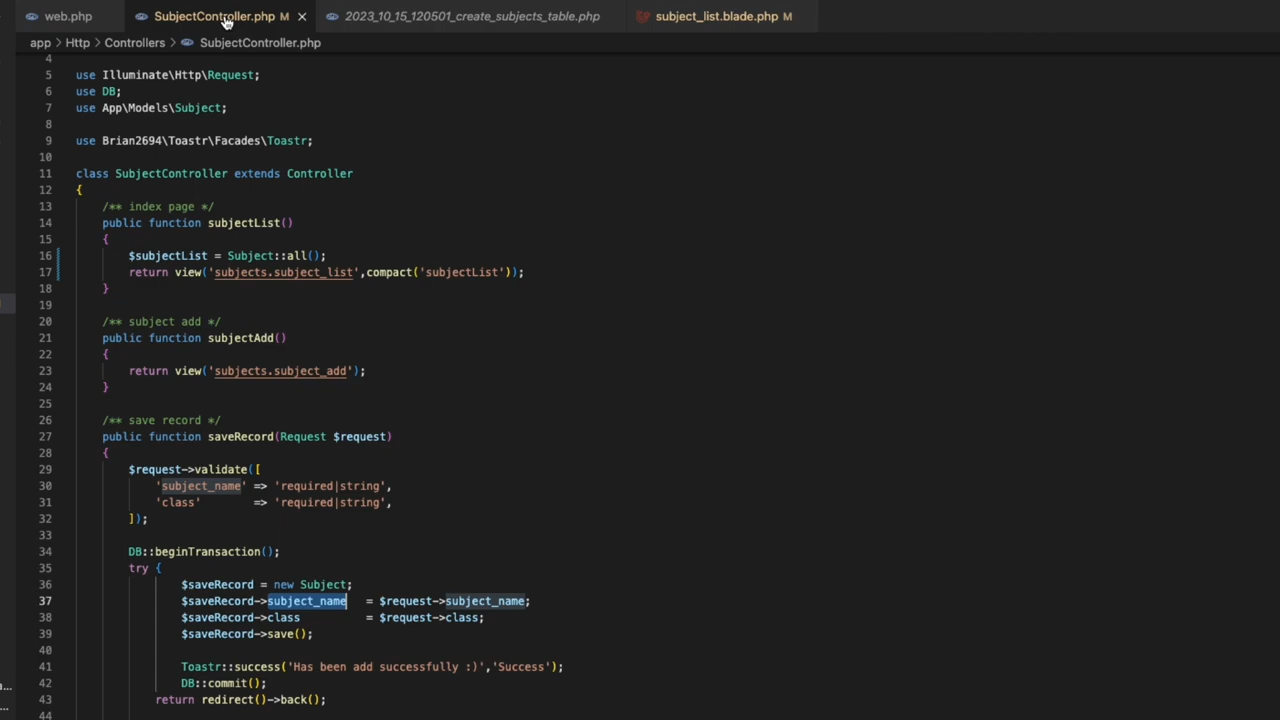 web.php SubjectController.php M 2023_10_15_120501_create_subjects_table.php subject_list.blade.php M
app > Http > Controllers > SubjectController.php
4
5 use Illuminate\Http\Request;
6 use DB;
7 use App\Models\Subject;
8
9 use Brian2694\Toastr\Facades\Toastr;
10
11 class SubjectController extends Controller
12 {
13 /** index page */
14 public function subjectList()
15 {
16 $subjectList = Subject::all();
17 return view('subjects.subject_list',compact('subjectList'));
18 }
19
20 /** subject add */
21 public function subjectAdd()
22 {
23 return view('subjects.subject_add');
24 }
25
26 /** save record */
27 public function saveRecord(Request $request)
28 {
29 $request->validate([
30 'subject_name' => 'required|string',
31 'class' => 'required|string',
32 ]);
33
34 DB::beginTransaction();
35 try {
36 $saveRecord = new Subject;
37 $saveRecord->subject_name = $request->subject_name;
38 $saveRecord->class = $request->class;
39 $saveRecord->save();
40
41 Toastr::success('Has been add successfully :)','Success');
42 DB::commit();
43 return redirect()->back();
44